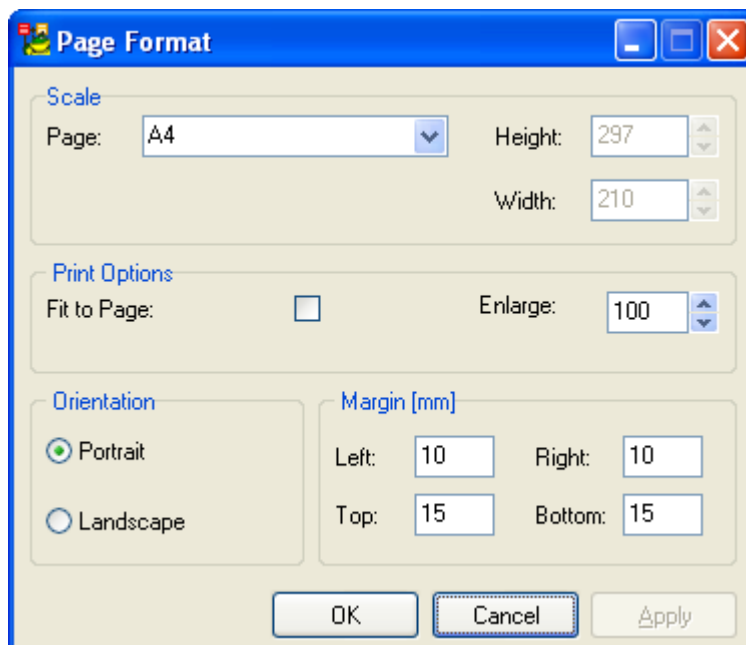 Page Format
Scale
Page: A4 Height: 297
Width: 210
Print Options
Fit to Page: Enlarge: 100
Orientation Margin [mm]
Portrait Left: 10 Right: 10
Landscape Top: 15 Bottom: 15
OK Cancel Apply